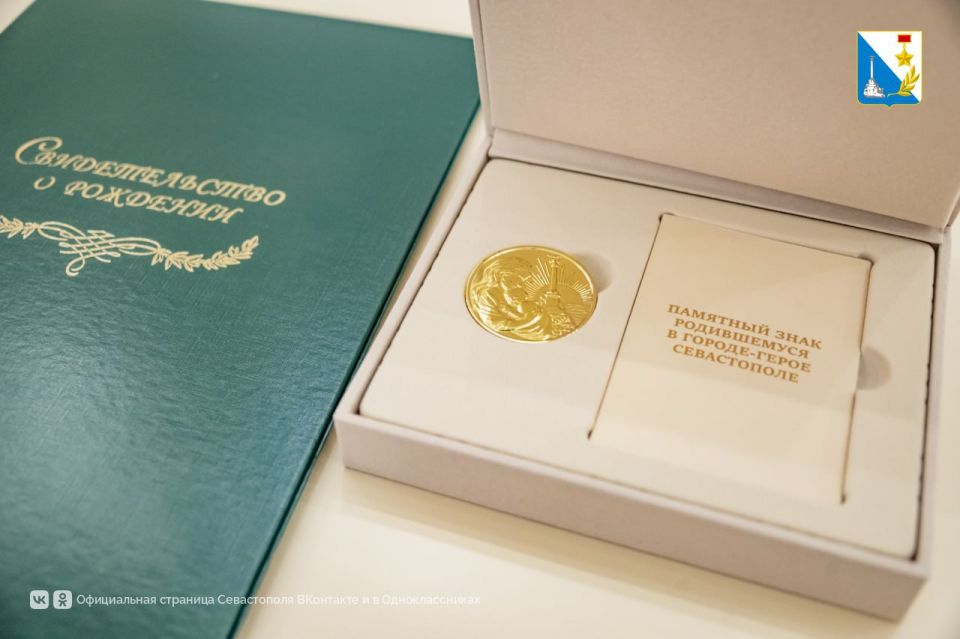 Свидетельство
о рождении
ПАМЯТНЫЙ ЗНАК
РОДИВШЕМУСЯ
В ГОРОДЕ-ГЕРОЕ
СЕВАСТОПОЛЕ
Официальная страница Севастополя ВКонтакте и в Одноклассниках